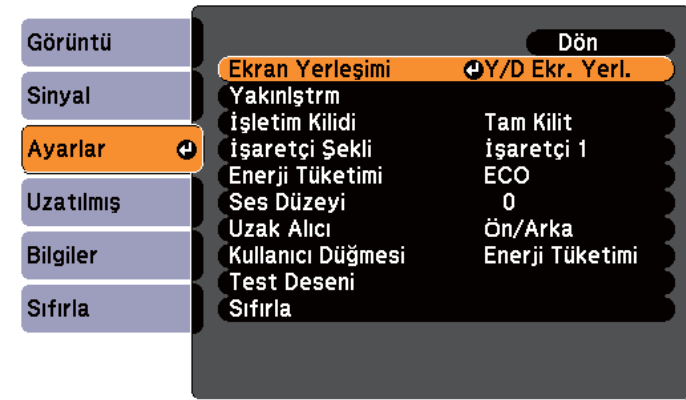 Görüntü
Sinyal
Ayarlar
Uzatılmış
Bilgiler
Sıfırla
Dön
Ekran Yerleşimi Y/D Ekr. Yerl.
Yakınlştrm
İşletim Kilidi Tam Kilit
İşaretçi Şekli İşaretçi 1
Enerji Tüketimi ECO
Ses Düzeyi 0
Uzak Alıcı Ön/Arka
Kullanıcı Düğmesi Enerji Tüketimi
Test Deseni
Sıfırla